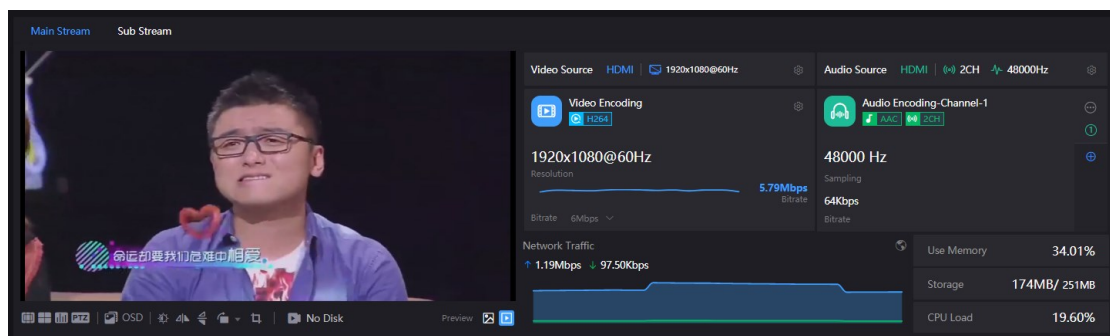 Main Stream Sub Stream
命运却要我们危难中相爱
PTZ OSD No Disk Preview
Video Source HDMI 1920x1080@60Hz
Video Encoding
H264
1920x1080@60Hz
Resolution
5.79Mbps
Bitrate
Bitrate 6Mbps
Audio Source HDMI 2CH 48000Hz
Audio Encoding-Channel-1
AAC 2CH
1
48000 Hz
Sampling
64Kbps
Bitrate
Network Traffic
↑ 1.19Mbps ↓ 97.50Kbps
Use Memory 34.01%
Storage 174MB/ 251MB
CPU Load 19.60%